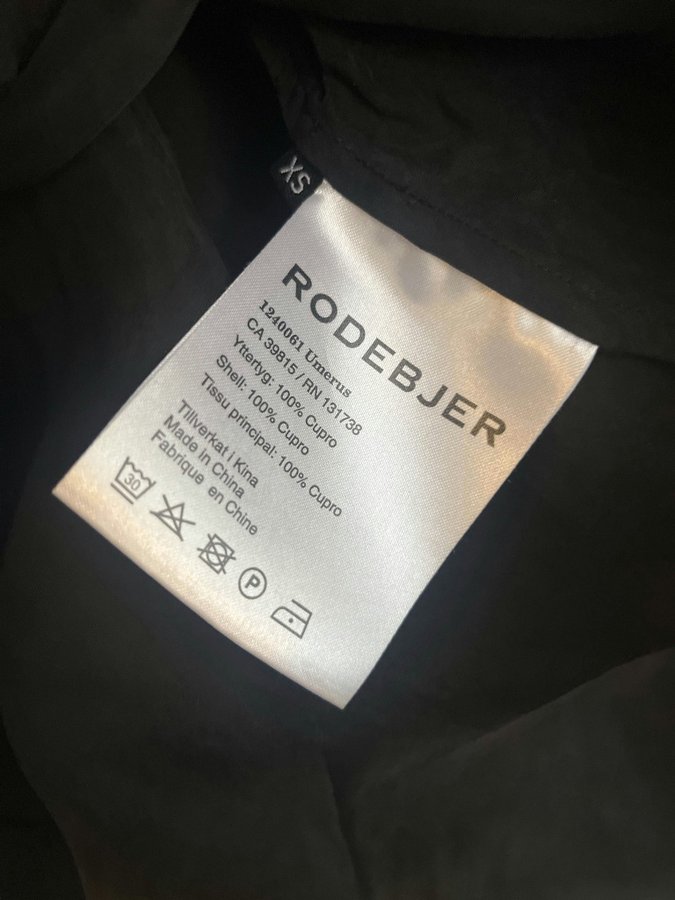 XS
RODEBJER
1240061 Umerus
CA 39815 / RN 131738
Yttertyg: 100% Cupro
Shell: 100% Cupro
Tissu principal: 100% Cupro
Tillverkat i Kina
Made in China
Fabrique en Chine
30
P